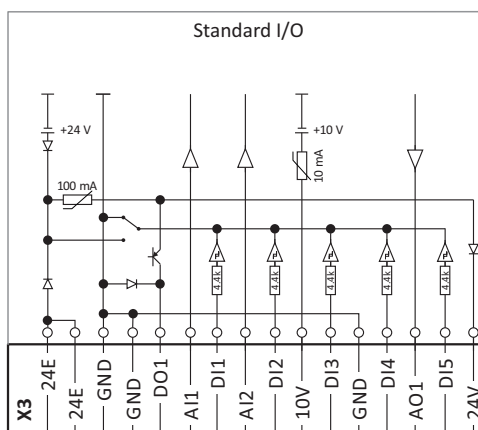 Standard I/O
+24 V
+10 V
100 mA
10 mA
4.4k
4.4k
4.4k
4.4k
4.4k
X3
24E
24E
GND
GND
DO1
AI1
DI1
AI2
DI2
10V
DI3
GND
DI4
AO1
DI5
24V